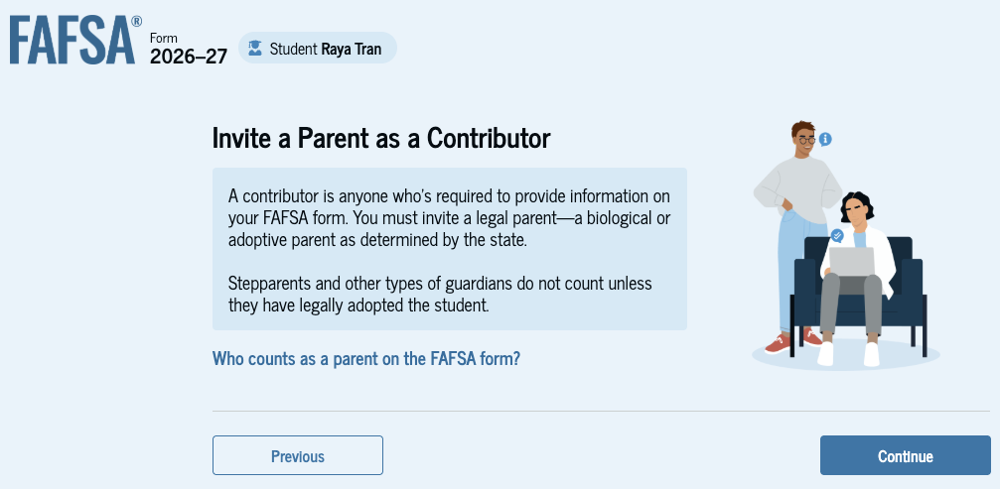 FAFSA®
Form
2026–27
Student Raya Tran
Invite a Parent as a Contributor
A contributor is anyone who's required to provide information on
your FAFSA form. You must invite a legal parent—a biological or
adoptive parent as determined by the state.
Stepparents and other types of guardians do not count unless
they have legally adopted the student.
Who counts as a parent on the FAFSA form?
Previous
Continue